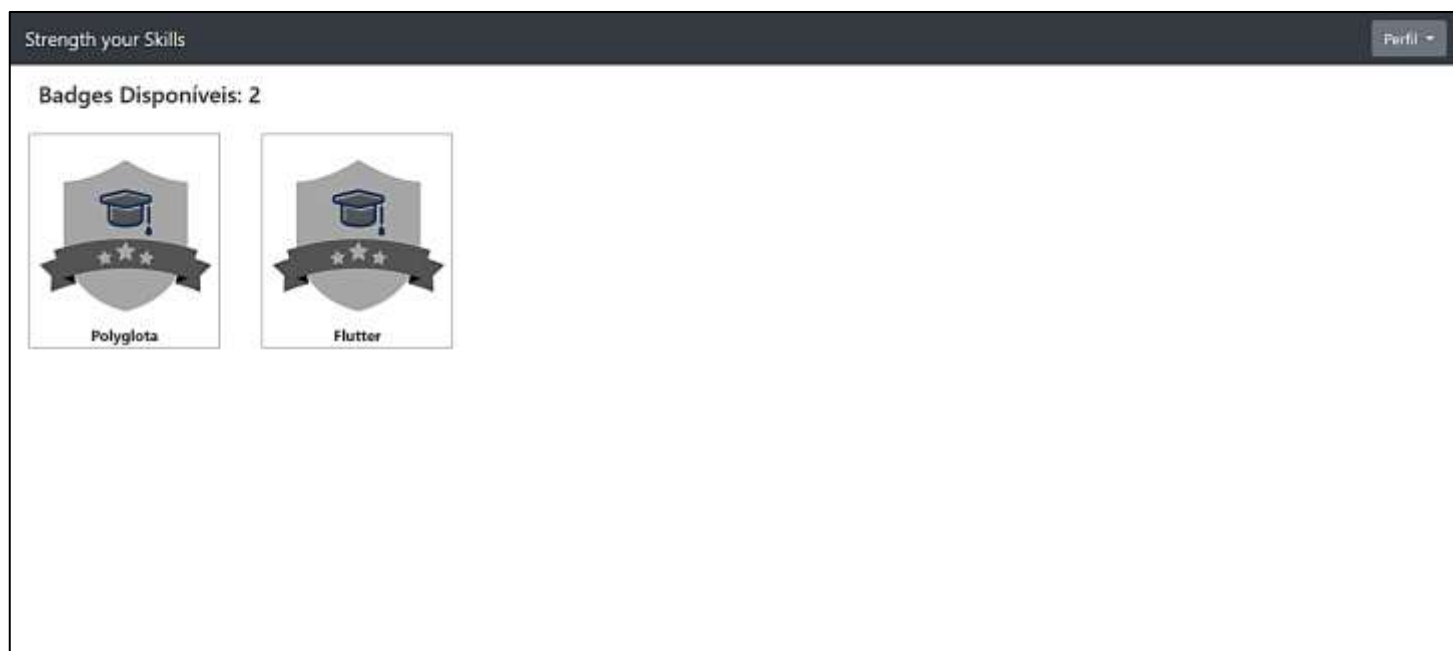 Strength your Skills
Perfil
Badges Disponíveis: 2
Polyglota
Flutter